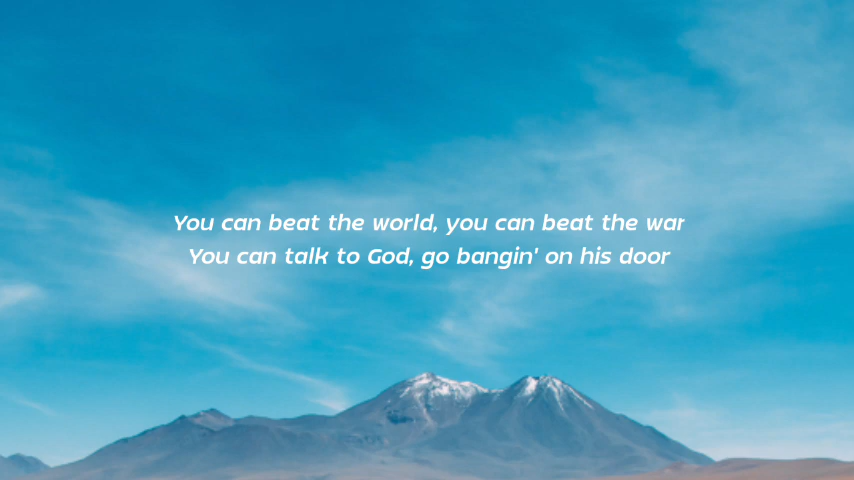 You can beat the world, you can beat the war
You can talk to God, go bangin' on his door